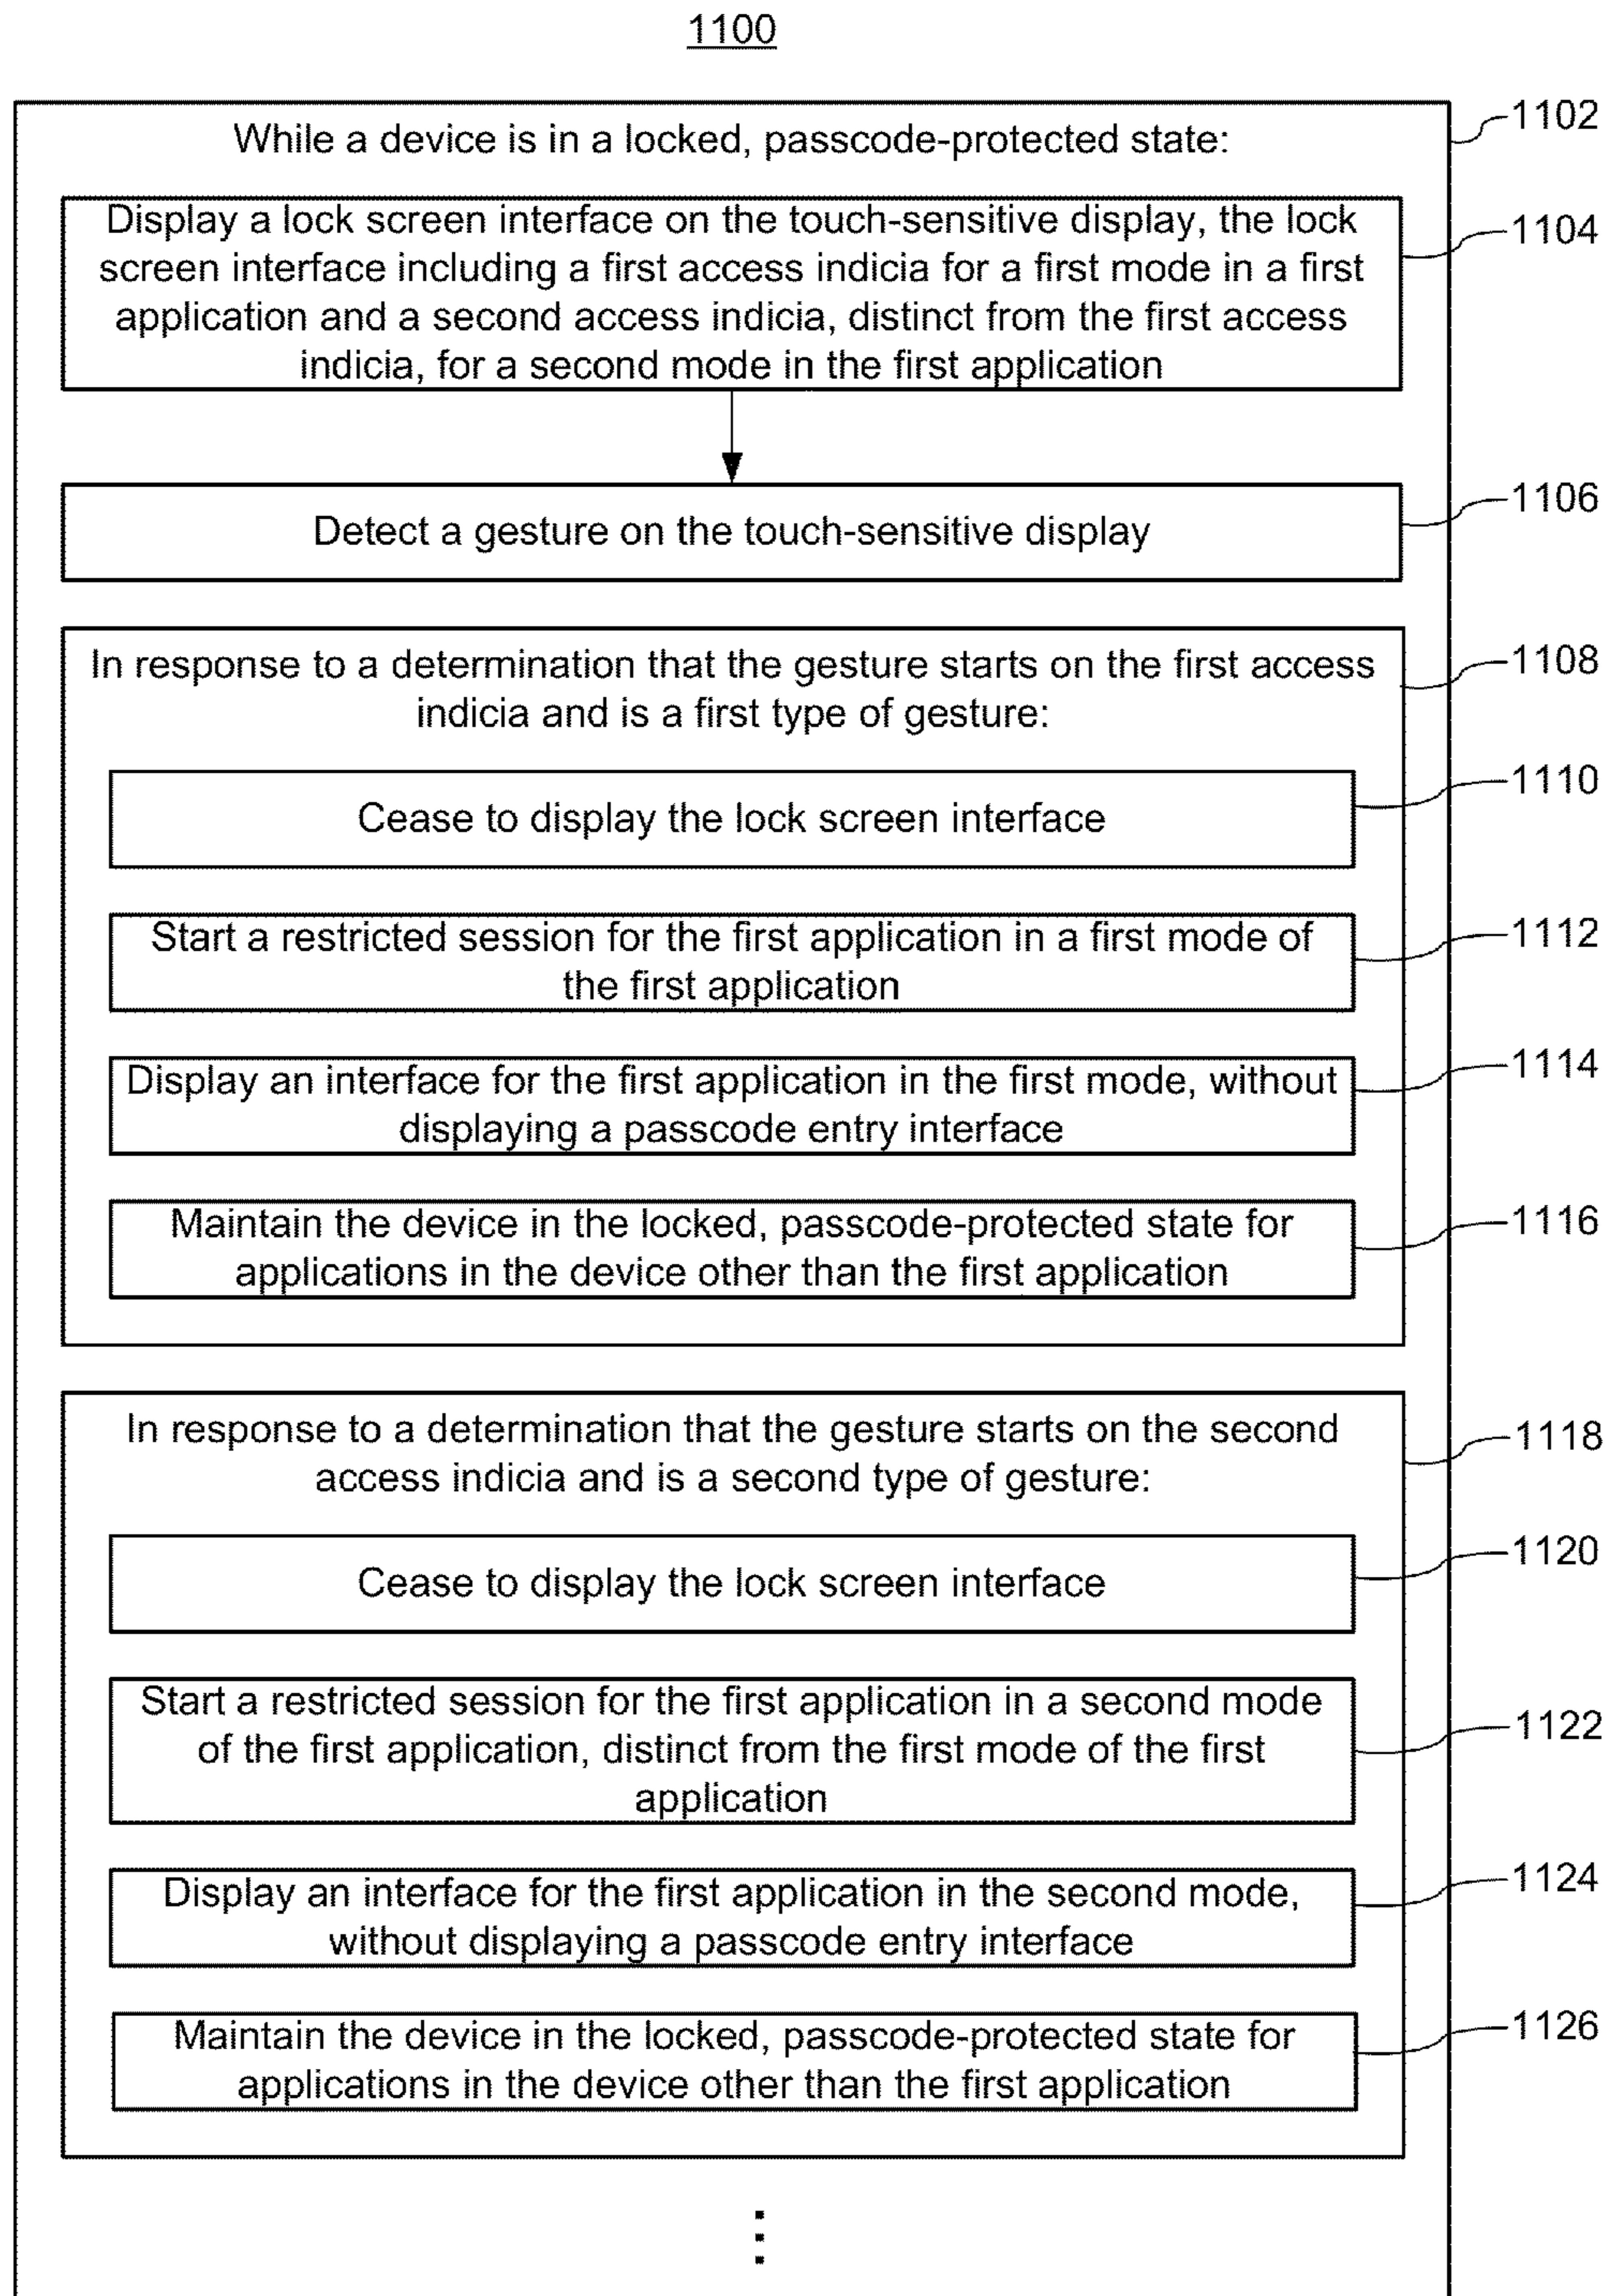 1100
While a device is in a locked, passcode-protected state:
1102
Display a lock screen interface on the touch-sensitive display, the lock
screen interface including a first access indicia for a first mode in a first
application and a second access indicia, distinct from the first access
indicia, for a second mode in the first application
1104
Detect a gesture on the touch-sensitive display
1106
In response to a determination that the gesture starts on the first access
indicia and is a first type of gesture:
1108
Cease to display the lock screen interface
1110
Start a restricted session for the first application in a first mode of
the first application
1112
Display an interface for the first application in the first mode, without
displaying a passcode entry interface
1114
Maintain the device in the locked, passcode-protected state for
applications in the device other than the first application
1116
In response to a determination that the gesture starts on the second
access indicia and is a second type of gesture:
1118
Cease to display the lock screen interface
1120
Start a restricted session for the first application in a second mode
of the first application, distinct from the first mode of the first
application
1122
Display an interface for the first application in the second mode,
without displaying a passcode entry interface
1124
Maintain the device in the locked, passcode-protected state for
applications in the device other than the first application
1126